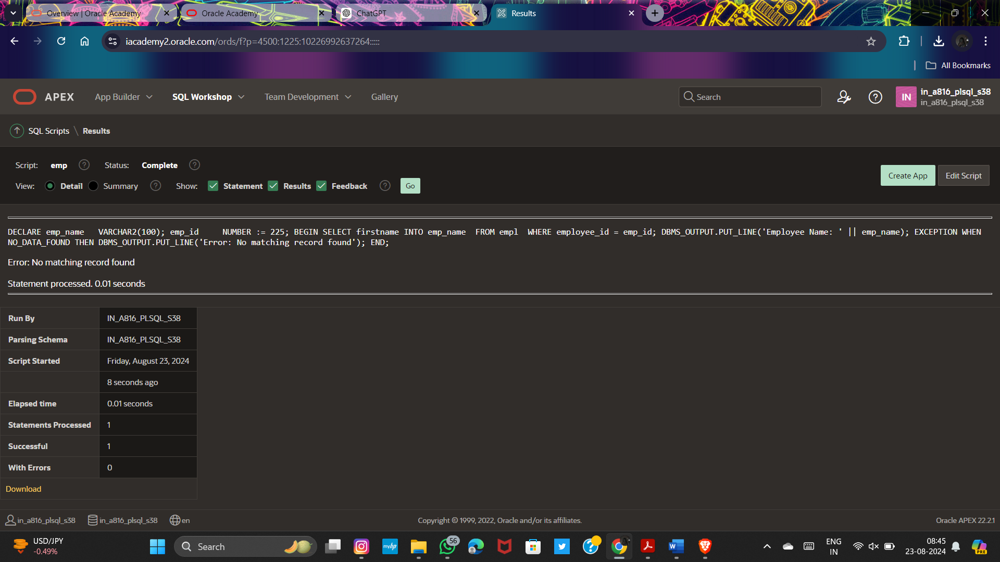 Overview | Oracle Academy
Oracle Academy
ChatGPT
Results
iacademy2.oracle.com/ords/f?p=4500:1225:10226992637264:::::
All Bookmarks
APEX
App Builder
SQL Workshop
Team Development
Gallery
Search
IN
in_a816_plsql_s38
in_a816_plsql_s38
SQL Scripts \ Results
Script: emp ? Status: Complete ?
View: Detail Summary ? Show: Statement Results Feedback ? Go
Create App
Edit Script
DECLARE emp_name VARCHAR2(100); emp_id NUMBER := 225; BEGIN SELECT firstname INTO emp_name FROM empl WHERE employee_id = emp_id; DBMS_OUTPUT.PUT_LINE('Employee Name: ' || emp_name); EXCEPTION WHEN
NO_DATA_FOUND THEN DBMS_OUTPUT.PUT_LINE('Error: No matching record found'); END;
Error: No matching record found
Statement processed. 0.01 seconds
Run By IN_A816_PLSQL_S38
Parsing Schema IN_A816_PLSQL_S38
Script Started Friday, August 23, 2024
8 seconds ago
Elapsed time 0.01 seconds
Statements Processed 1
Successful 1
With Errors 0
Download
in_a816_plsql_s38 in_a816_plsql_s38 en
Copyright © 1999, 2022, Oracle and/or its affiliates.
Oracle APEX 22.2.1
USD/JPY
-0.49%
Search
myhp
56
W
ENG
IN
08:45
23-08-2024
PRE